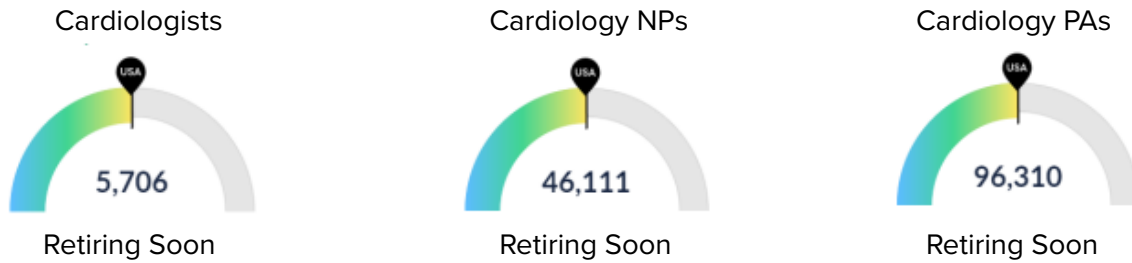 Cardiologists
USA
5,706
Retiring Soon
Cardiology NPs
USA
46,111
Retiring Soon
Cardiology PAs
USA
96,310
Retiring Soon